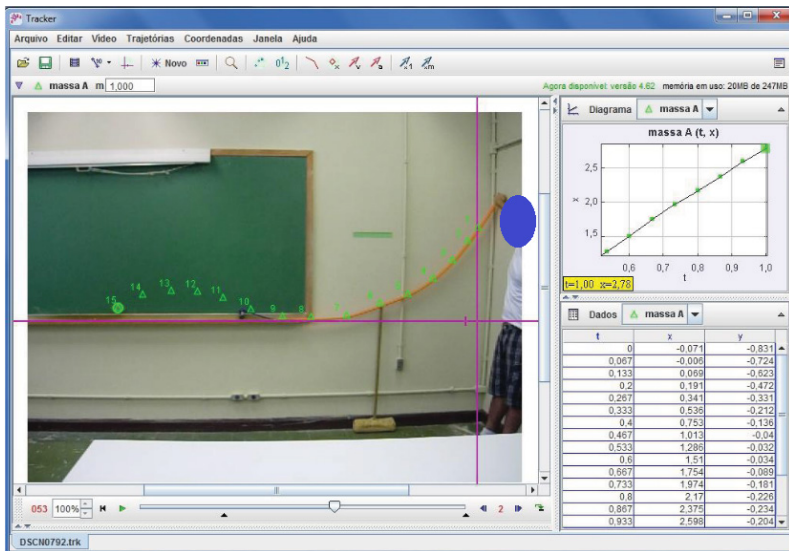 Tracker
Arquivo Editar Vídeo Trajetórias Coordenadas Janela Ajuda
Novo
massa A m 1,000
Agora disponível: versão 4.62 memória em uso: 20MB de 247MB
Diagrama massa A
massa A (t, x)
2,5
2,0
1,5
x
0,6 0,7 0,8 0,9 1,0
t
t=1,00 x=2,78
15 14 13 12 11 10 9 8 7
Dados massa A
t x y
0 -0,071 -0,831
0,067 -0,006 -0,724
0,133 0,069 -0,623
0,2 0,191 -0,472
0,267 0,341 -0,331
0,333 0,536 -0,212
0,4 0,753 -0,136
0,467 1,013 -0,04
0,533 1,286 -0,032
0,6 1,51 -0,034
0,667 1,754 -0,089
0,733 1,974 -0,181
0,8 2,17 -0,226
0,867 2,375 -0,234
0,933 2,598 -0,204
053 100% 2
DSCN0792.trk